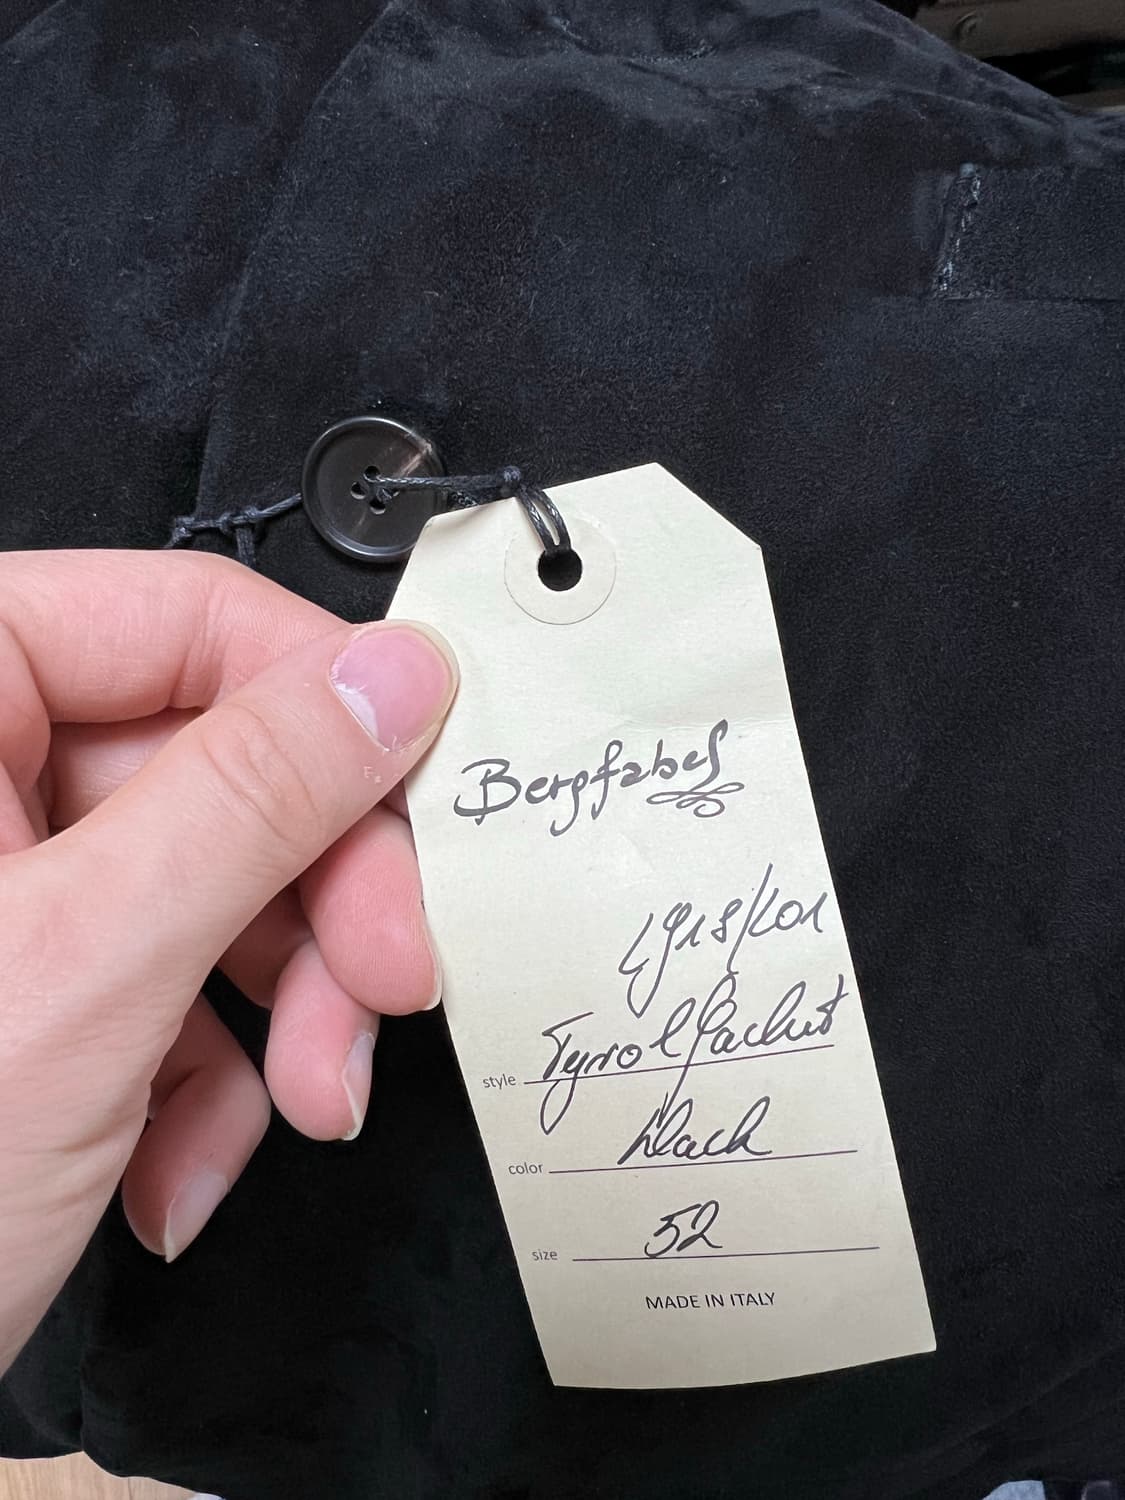 Bergfabel
style Tyrol Jacket
color black
size 52
MADE IN ITALY